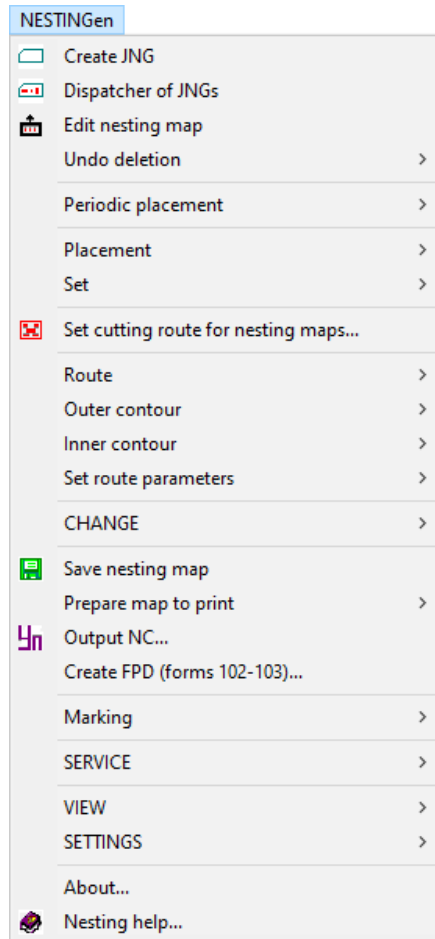 NESTINGen
Create JNG
Dispatcher of JNGs
Edit nesting map
Undo deletion
Periodic placement
Placement
Set
Set cutting route for nesting maps...
Route
Outer contour
Inner contour
Set route parameters
CHANGE
Save nesting map
Prepare map to print
Уп Output NC...
Create FPD (forms 102-103)...
Marking
SERVICE
VIEW
SETTINGS
About...
Nesting help...